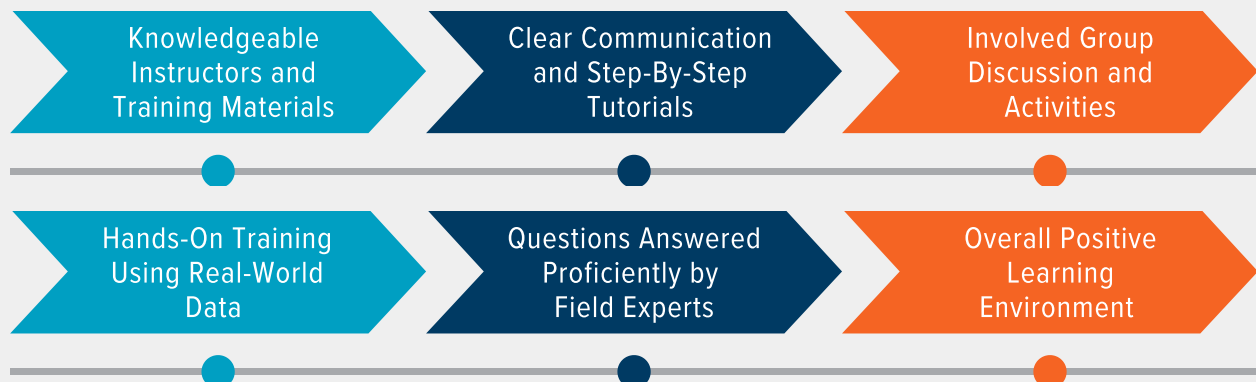 Knowledgeable
Instructors and
Training Materials
Clear Communication
and Step-By-Step
Tutorials
Involved Group
Discussion and
Activities
Hands-On Training
Using Real-World
Data
Questions Answered
Proficiently by
Field Experts
Overall Positive
Learning
Environment